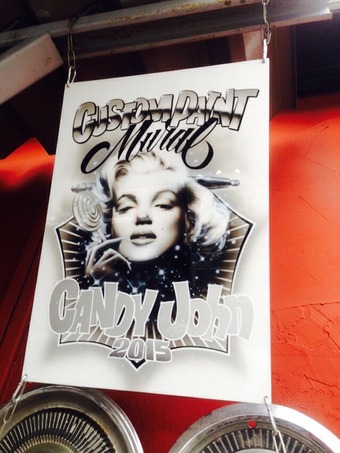 CUSTOM PAINT
Mural
CANDY John
2015